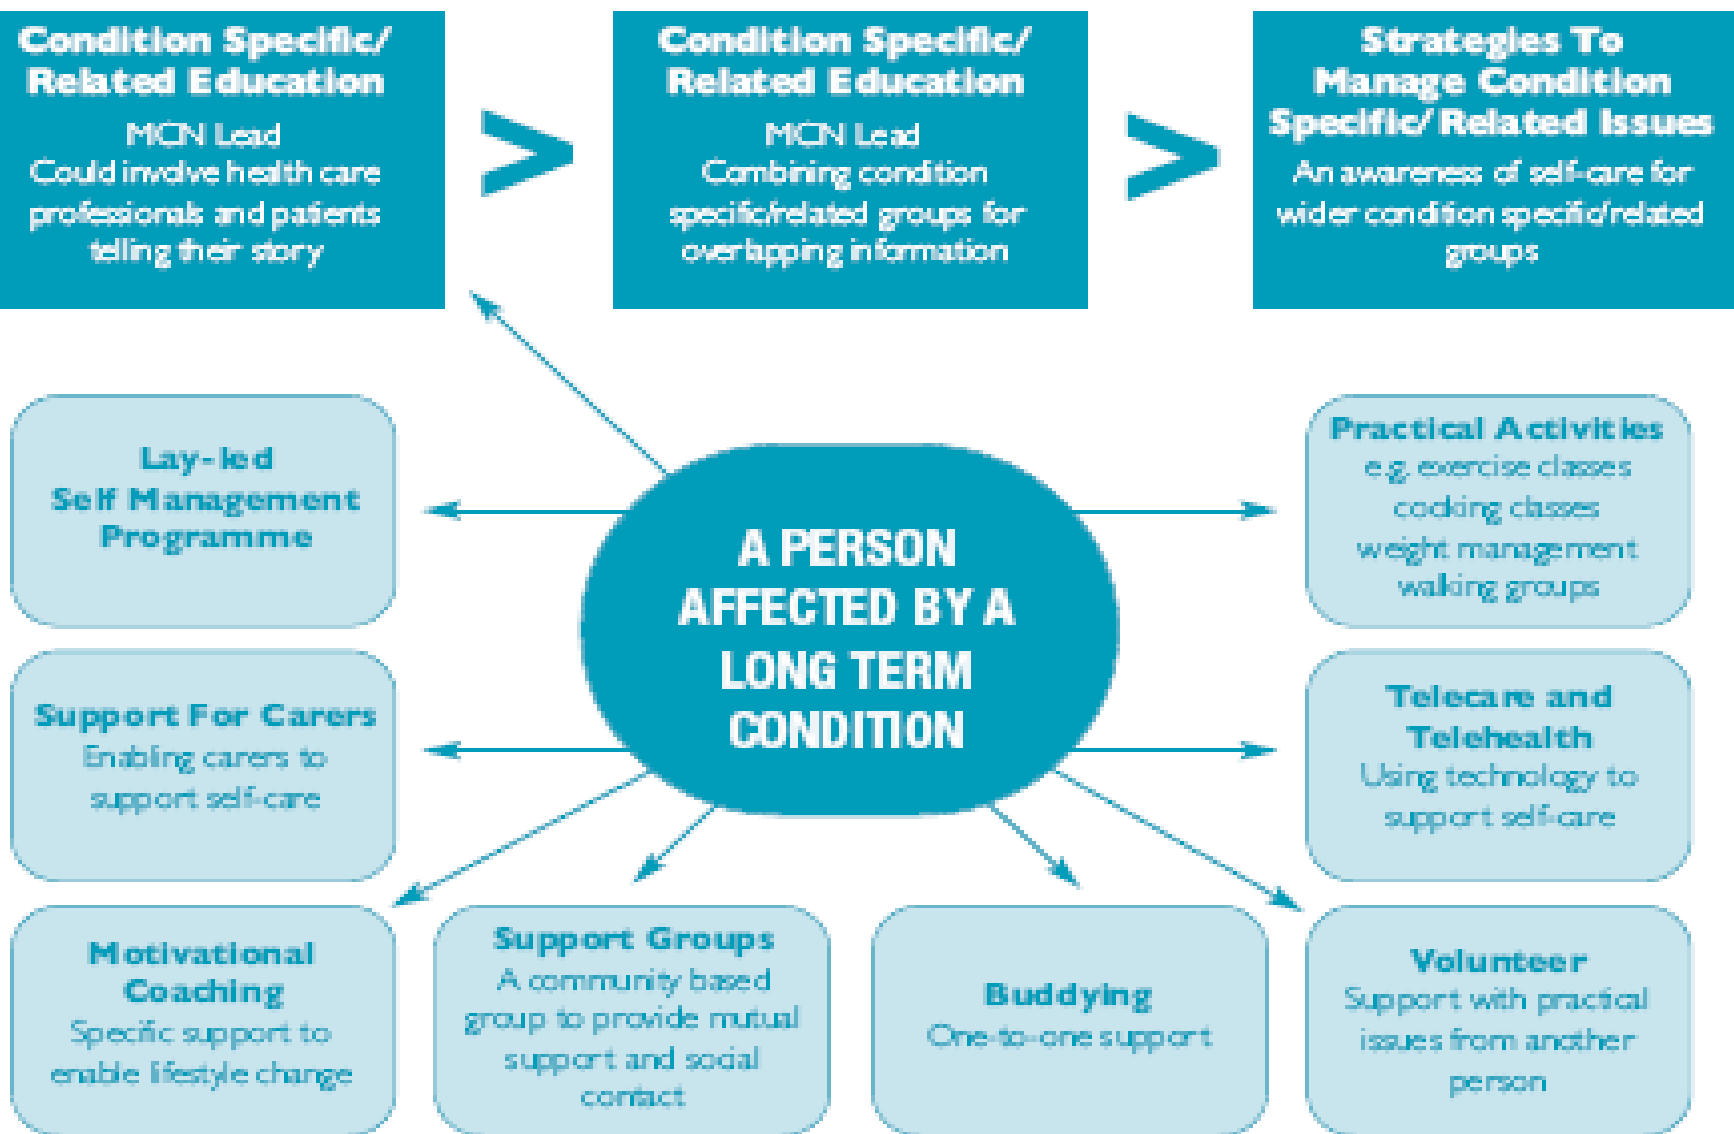 Condition Specific/
Related Education
MCN Lead
Could involve health care
professionals and patients
telling their story
>
Condition Specific/
Related Education
MCN Lead
Combining condition
specific/related groups for
overlapping information
>
Strategies To
Manage Condition
Specific/Related Issues
An awareness of self-care for
wider condition specific/related
groups
Lay-led
Self Management
Programme
A PERSON
AFFECTED BY A
LONG TERM
CONDITION
Practical Activities
e.g. exercise classes
cooking classes
weight management
walking groups
Support For Carers
Enabling carers to
support self-care
Telecare and
Telehealth
Using technology to
support self-care
Motivational
Coaching
Specific support to
enable lifestyle change
Support Groups
A community based
group to provide mutual
support and social
contact
Buddying
One-to-one support
Volunteer
Support with practical
issues from another
person